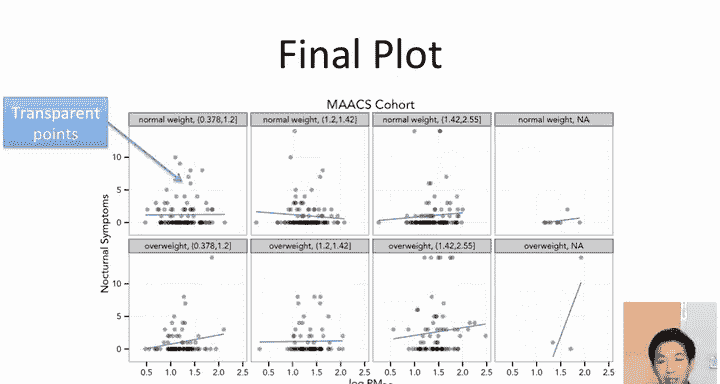 Final Plot
Transparent
points
MAACS Cohort
normal weight, (0.378,1.2]
normal weight, (1.2,1.42]
normal weight, (1.42,2.55]
normal weight, NA
10
5
0
overweight, (0.378,1.2]
overweight, (1.2,1.42]
overweight, (1.42,2.55]
overweight, NA
Nocturnal Symptoms
10
5
0
0.5 1.0 1.5 2.0 2.5 0.5 1.0 1.5 2.0 2.5 0.5 1.0 1.5 2.0 2.5 0.5 1.0 1.5 2.0 2.5